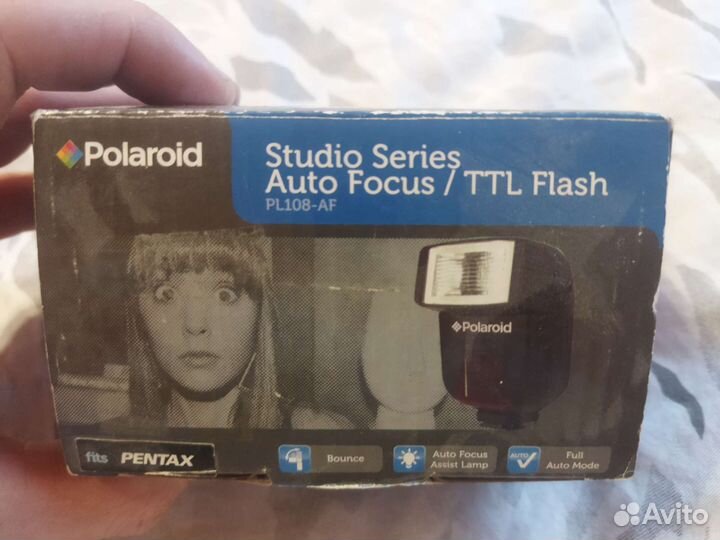 Polaroid
Studio Series
Auto Focus / TTL Flash
PL108-AF
Polaroid
fits PENTAX
Bounce
Auto Focus
Assist Lamp
AUTO
Full
Auto Mode
Avito